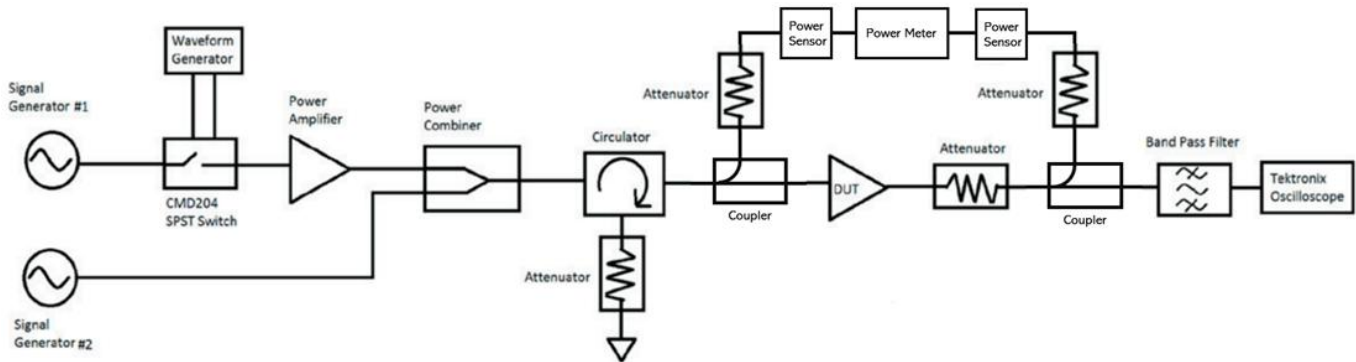 Waveform
Generator
Signal
Generator #1
CMD204
SPST Switch
Power
Amplifier
Power
Combiner
Signal
Generator #2
Circulator
Attenuator
Attenuator
Power
Sensor
Power Meter
Power
Sensor
Attenuator
Coupler
DUT
Attenuator
Coupler
Band Pass Filter
Tektronix
Oscilloscope